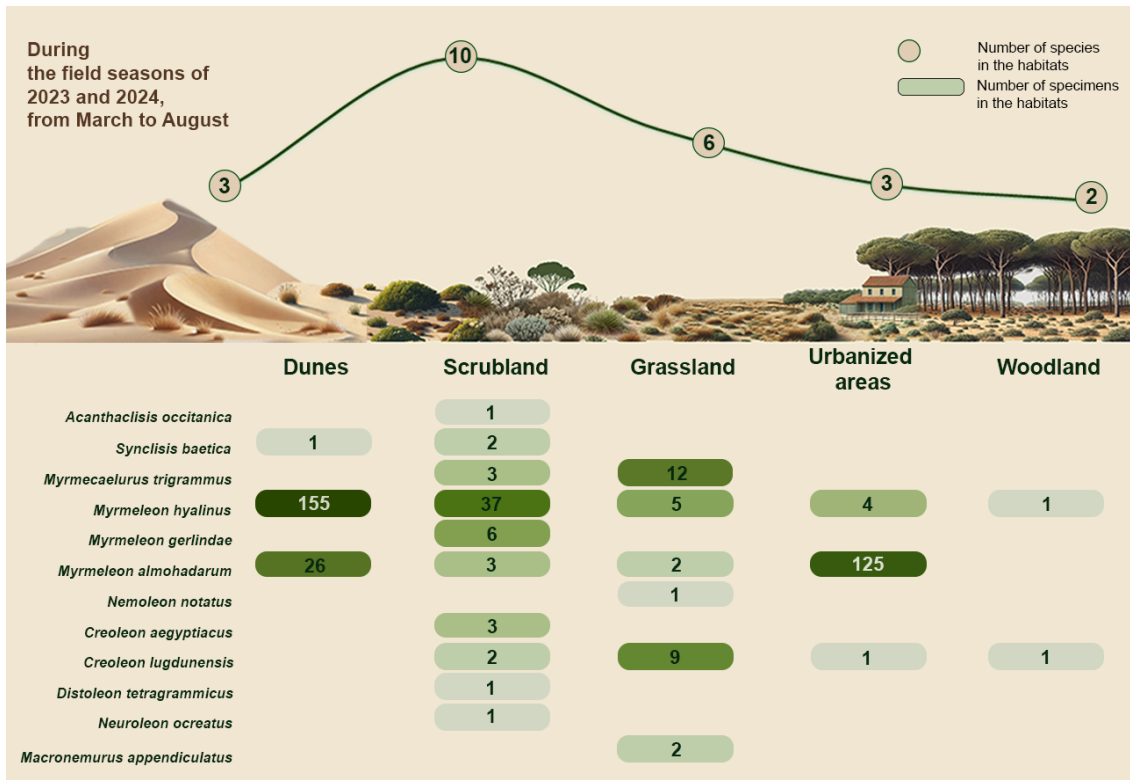 During
the field seasons of
2023 and 2024,
from March to August
10
3
6
3
2
Number of species
in the habitats
Number of specimens
in the habitats
Dunes Scrubland Grassland Urbanized areas Woodland
Acanthaclisis occitanica 1
Synclisis baetica 1 2
Myrmecaelurus trigrammus 3 12
Myrmeleon hyalinus 155 37 5 4 1
Myrmeleon gerlindae 6
Myrmeleon almohadarum 26 3 2 125
Nemoleon notatus 1
Creoleon aegyptiacus 3
Creoleon lugdunensis 2 9 1 1
Distoleon tetragrammicus 1
Neuroleon ocreatus 1
Macronemurus appendiculatus 2